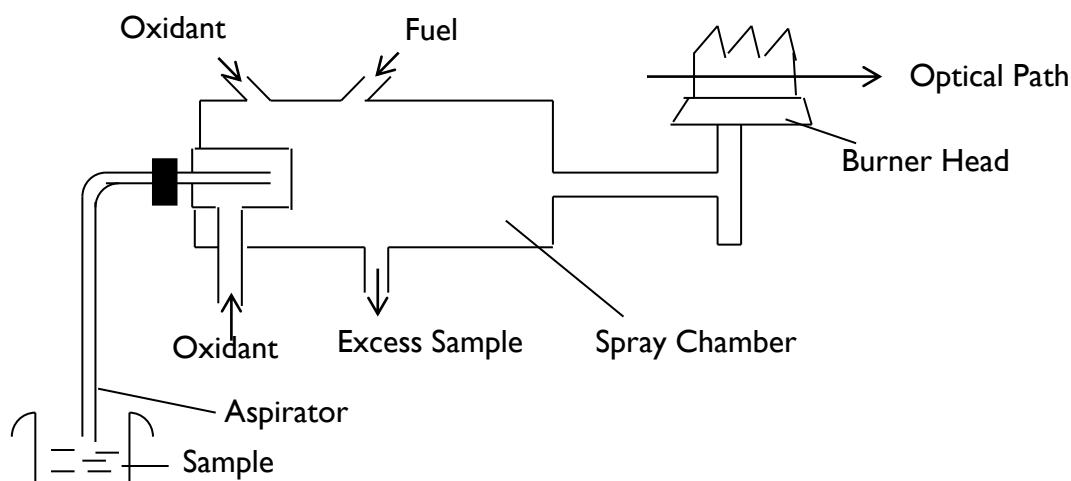 Oxidant
Fuel
Optical Path
Burner Head
Oxidant
Excess Sample
Spray Chamber
Aspirator
Sample